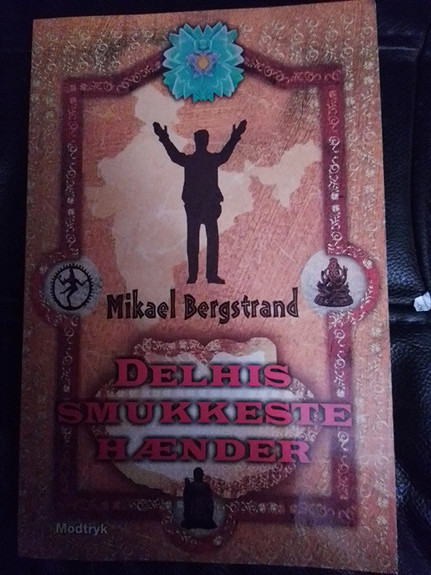 Mikael Bergstrand
DELHIS
SMUKKESTE
HÆNDER
Modtryk